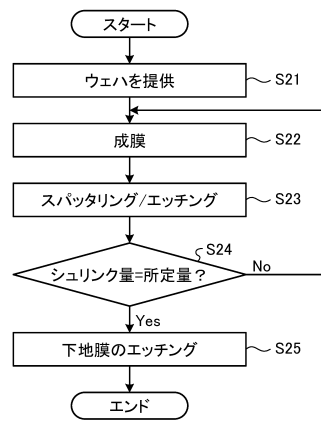 スタート
ウェハを提供
S21
成膜
S22
スパッタリング/エッチング
S23
S24
シュリンク量=所定量?
No
Yes
下地膜のエッチング
S25
エンド